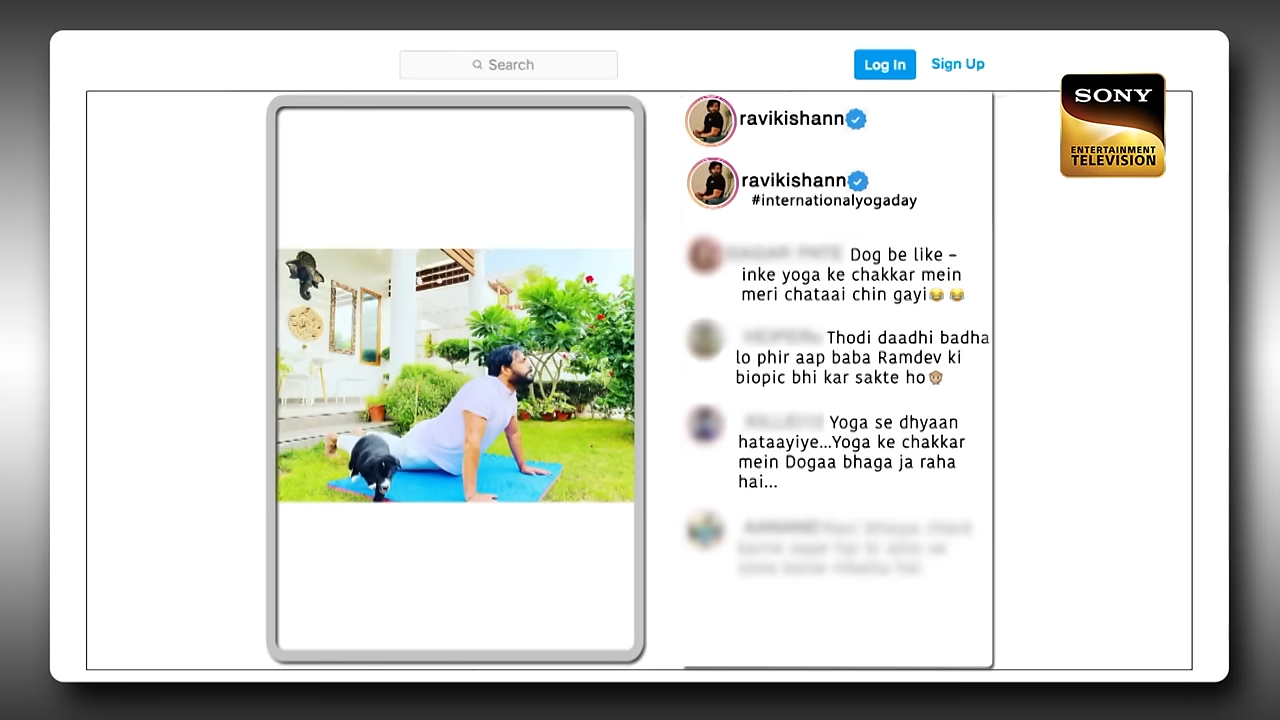 Search
Log In
Sign Up
SONY
ENTERTAINMENT
TELEVISION
ravikishann
ravikishann
#internationalyogaday
Dog be like –
inke yoga ke chakkar mein
meri chataai chin gayi😂 😂
Thodi daadhi badha
lo phir aap baba Ramdev ki
biopic bhi kar sakte ho🐵
Yoga se dhyaan
hataayiye...Yoga ke chakkar
mein Dogaa bhaga ja raha
hai...